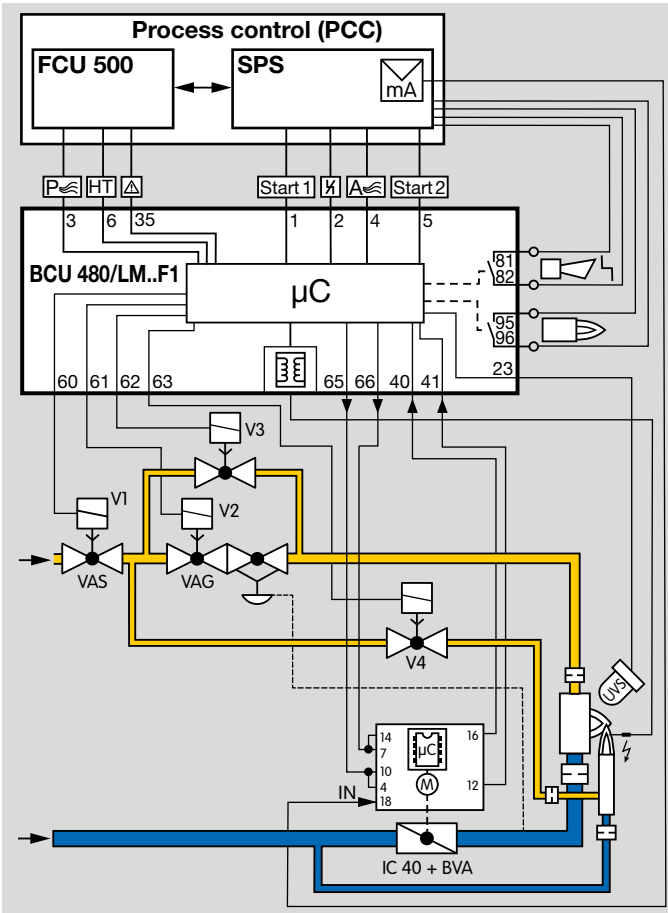 Process control (PCC)
FCU 500
SPS
mA
P
HT
Start 1
A
Start 2
3
6
35
1
2
4
5
BCU 480/LM..F1
µC
81
82
95
96
23
60
61
62
63
65
66
40
41
V3
V1
V2
VAS
VAG
V4
UVS
14
7
10
4
18
µC
M
16
12
IN
IC 40 + BVA